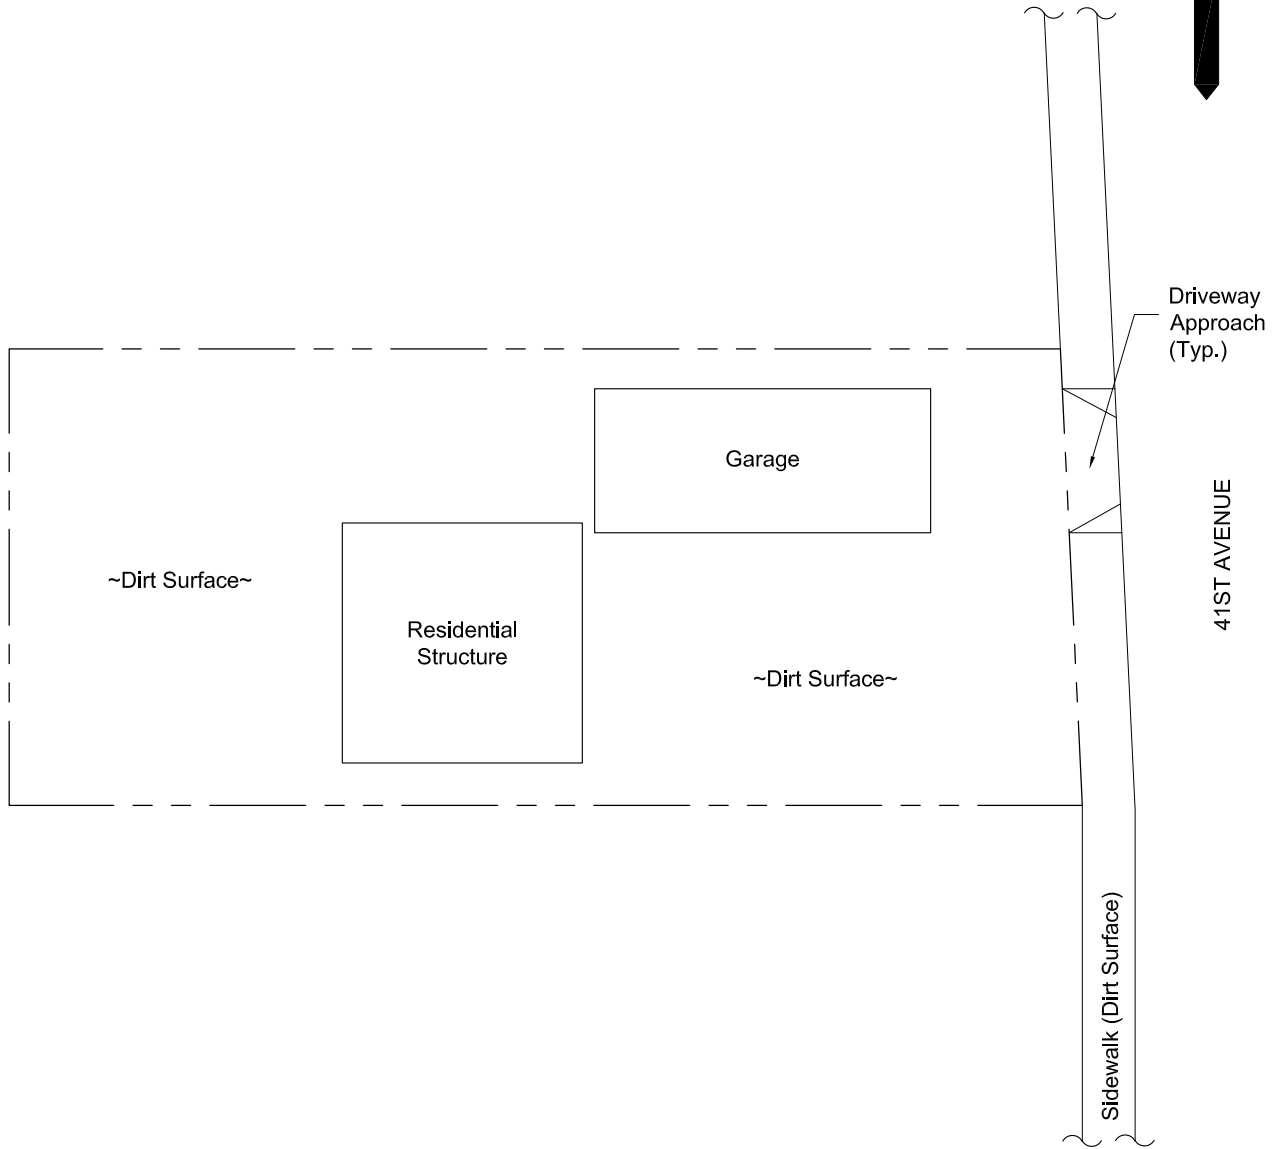 Driveway
Approach
(Typ.)
Garage
41ST AVENUE
~Dirt Surface~
Residential
Structure
~Dirt Surface~
Sidewalk (Dirt Surface)